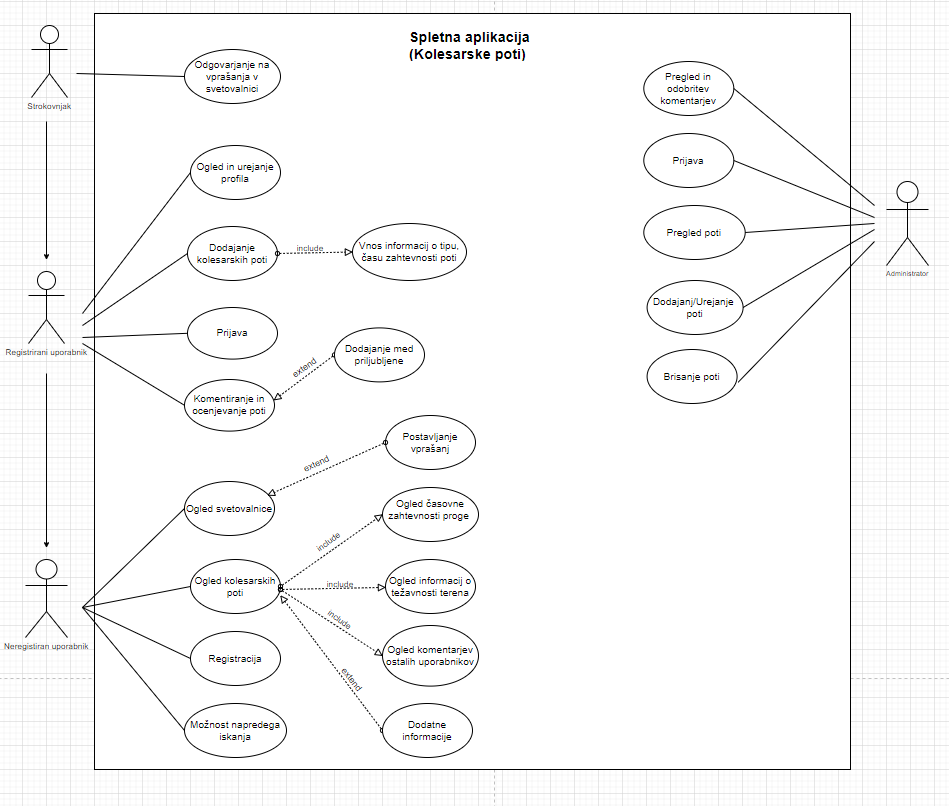 Spletna aplikacija
(Kolesarske poti)
Odgovarjanje na
vprašanja v
svetovalnici
Strokovnjak
Pregled in
odobritev
komentarjev
Prijava
Ogled in urejanje
profila
Pregled poti
Administrator
Dodajanje
kolesarskih poti
include
Vnos informacij o tipu,
času zahtevnosti poti
Dodajanj/Urejanje
poti
Prijava
Registrirani uporabnik
Dodajanje med
priljubljene
extend
Brisanje poti
Komentiranje in
ocenjevanje poti
Postavljanje
vprašanj
extend
Ogled svetovalnice
Ogled časovne
zahtevnosti proge
include
Ogled kolesarskih
poti
include
Ogled informacij o
težavnosti terena
include
Neregistiran uporabnik
Ogled komentarjev
ostalih uporabnikov
Registracija
extend
Možnost napredega
iskanja
Dodatne
informacije